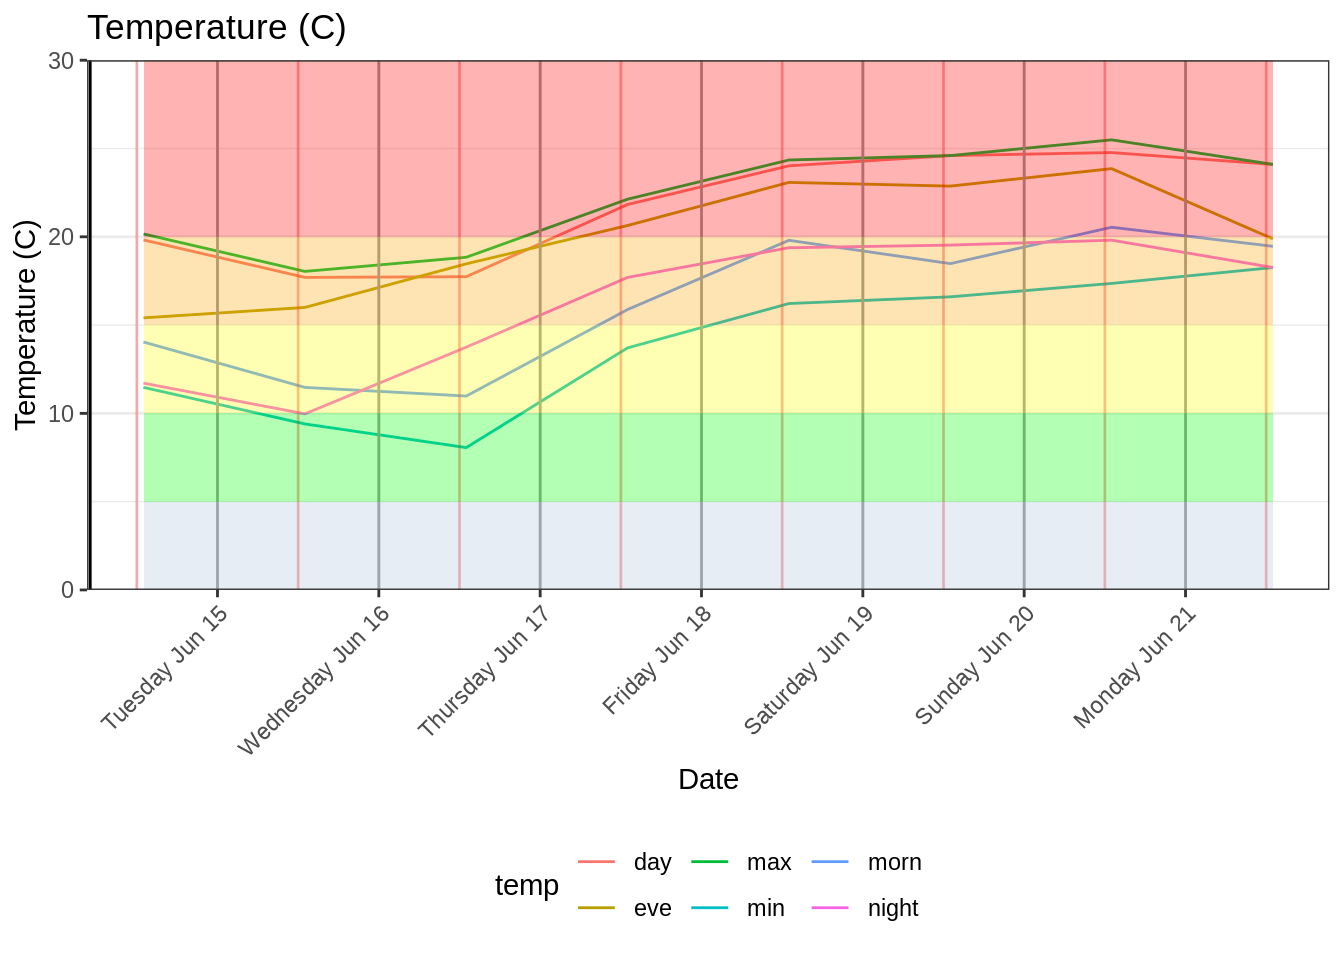 Temperature (C)
30
20
10
0
Temperature (C)
Tuesday Jun 15
Wednesday Jun 16
Thursday Jun 17
Friday Jun 18
Saturday Jun 19
Sunday Jun 20
Monday Jun 21
Date
temp
day max morn
eve min night